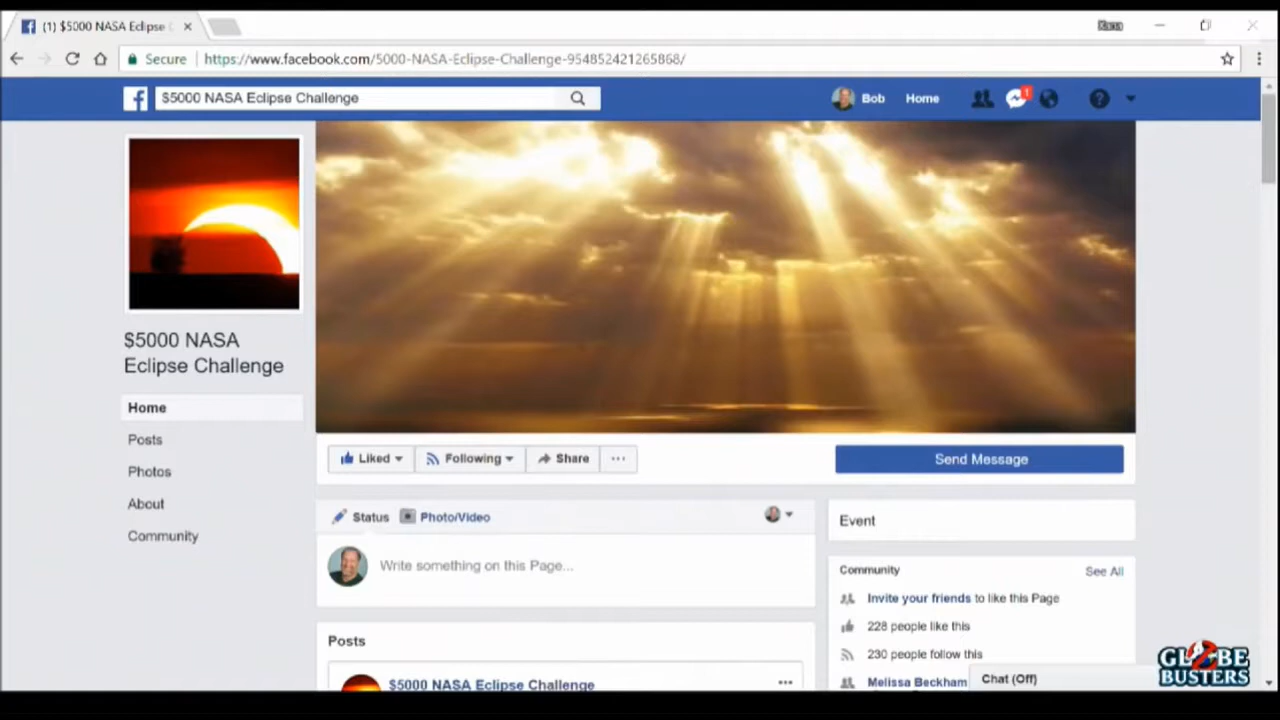 (1) $5000 NASA Eclipse C
Secure https://www.facebook.com/5000-NASA-Eclipse-Challenge-954852421265868/
$5000 NASA Eclipse Challenge
Bob Home 1
$5000 NASA
Eclipse Challenge
Home
Posts
Photos
About
Community
Liked Following Share ...
Send Message
Status Photo/Video
Write something on this Page...
Posts
$5000 NASA Eclipse Challenge
Event
Community See All
Invite your friends to like this Page
228 people like this
230 people follow this
Melissa Beckham
Chat (Off)
GLOBE
BUSTERS